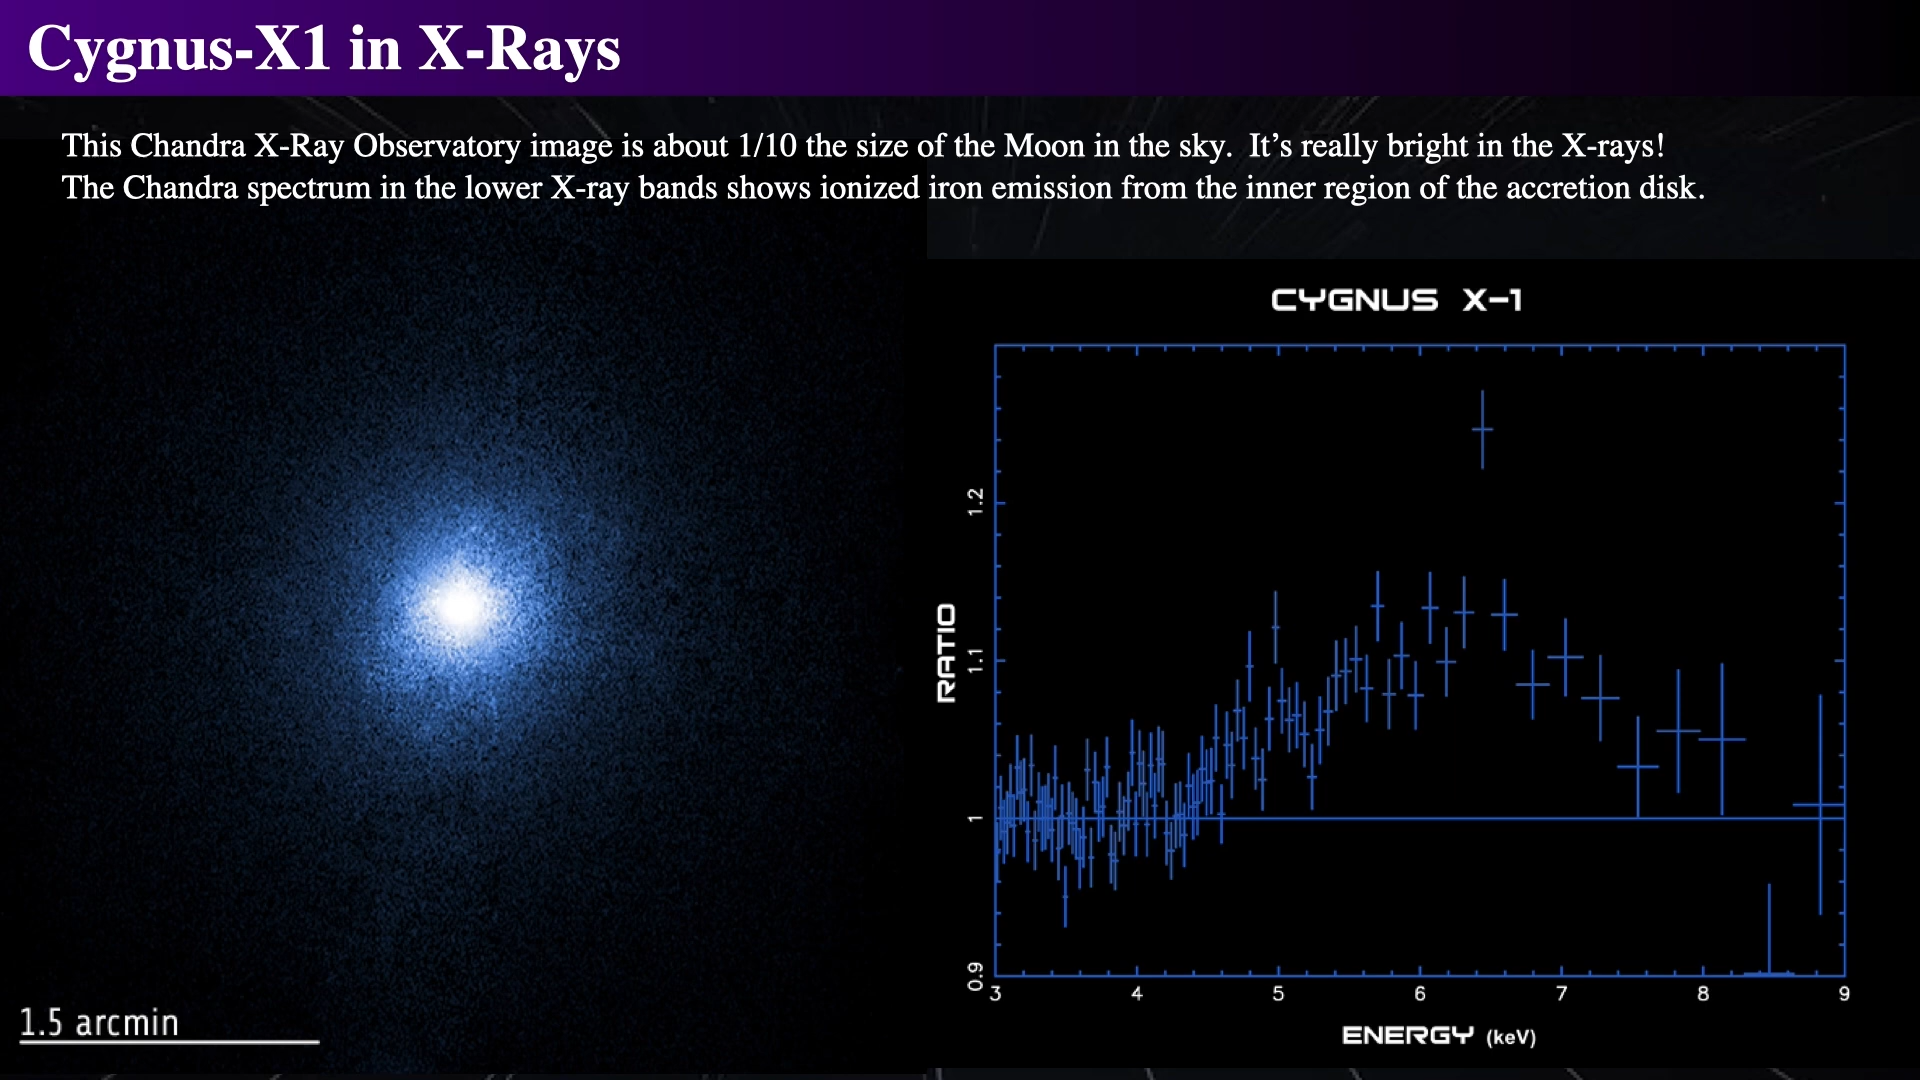 Cygnus-X1 in X-Rays
This Chandra X-Ray Observatory image is about 1/10 the size of the Moon in the sky.  It’s really bright in the X-rays!
The Chandra spectrum in the lower X-ray bands shows ionized iron emission from the inner region of the accretion disk.
1.5 arcmin
CYGNUS X-1
RATIO
1.2
1.1
1
0.9
3 4 5 6 7 8 9
ENERGY (keV)